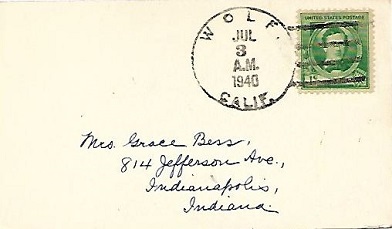 WOLF,
JUL
3
A.M.
1940
CALIF.
UNITED STATES POSTAGE
1¢
Mrs. Grace Bess,
814 Jefferson Ave.,
Indianapolis,
Indiana.